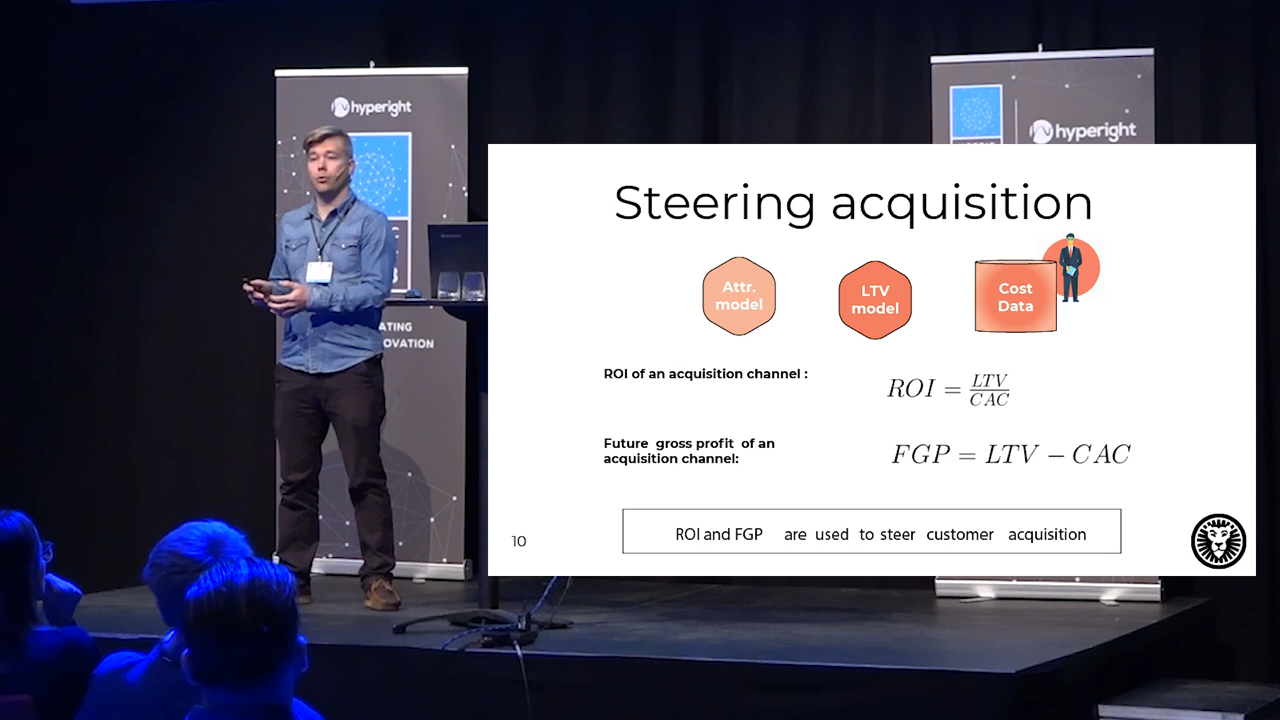 hyperight
hyperight
ATING
OVATION
Steering acquisition
Attr.
model
LTV
model
Cost
Data
ROI of an acquisition channel :
ROI = LTV/CAC
Future gross profit of an
acquisition channel:
FGP = LTV − CAC
ROI and FGP are used to steer customer acquisition
10